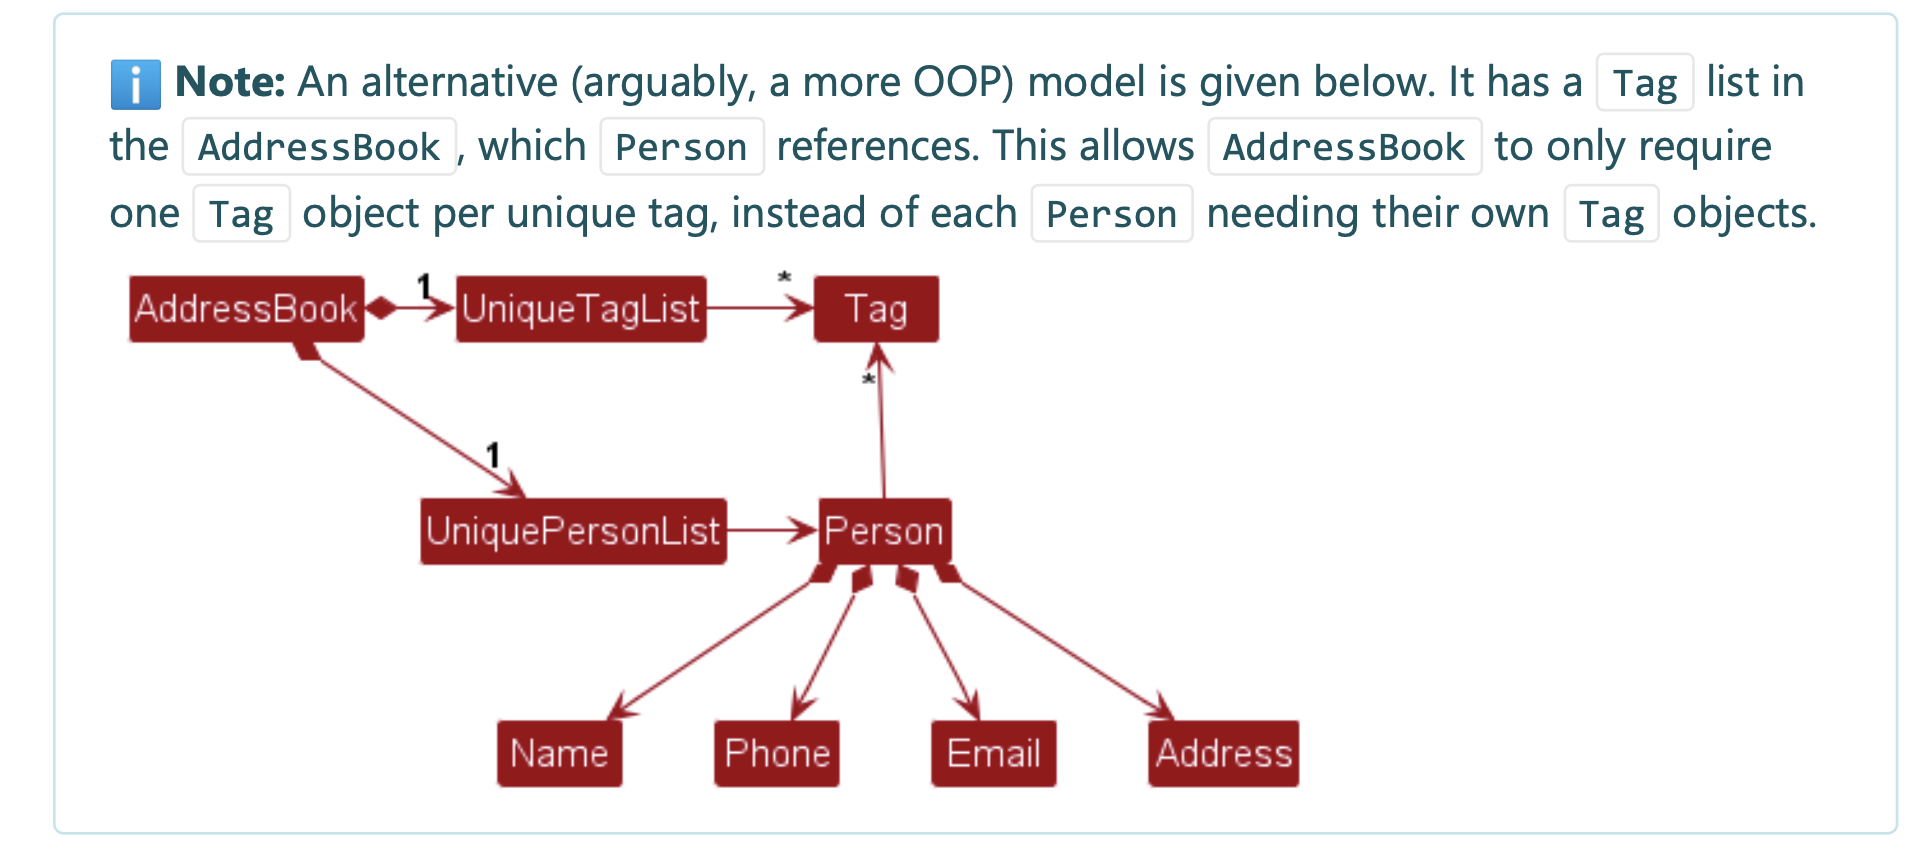 ℹ️ Note: An alternative (arguably, a more OOP) model is given below. It has a Tag list in
the AddressBook, which Person references. This allows AddressBook to only require
one Tag object per unique tag, instead of each Person needing their own Tag objects.
AddressBook 1 UniqueTagList * Tag
*
1
UniquePersonList Person
Name Phone Email Address